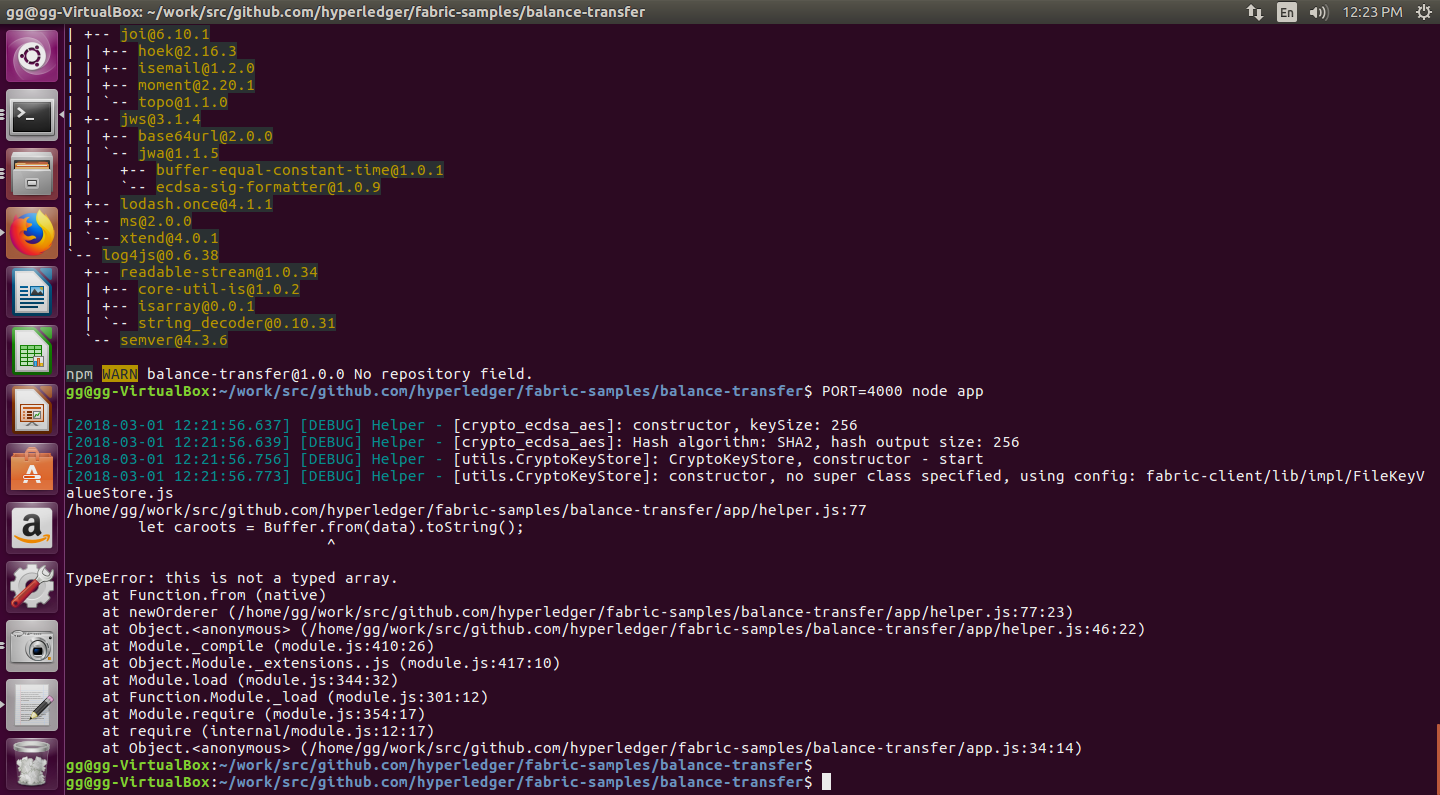 gg@gg-VirtualBox: ~/work/src/github.com/hyperledger/fabric-samples/balance-transfer
En
12:23 PM
| +-- joi@6.10.1
| | +-- hoek@2.16.3
| | +-- isemail@1.2.0
| | +-- moment@2.20.1
| | `-- topo@1.1.0
| +-- jws@3.1.4
| | +-- base64url@2.0.0
| | `-- jwa@1.1.5
| |   +-- buffer-equal-constant-time@1.0.1
| |   `-- ecdsa-sig-formatter@1.0.9
| +-- lodash.once@4.1.1
| +-- ms@2.0.0
| `-- xtend@4.0.1
`-- log4js@0.6.38
  +-- readable-stream@1.0.34
  | +-- core-util-is@1.0.2
  | +-- isarray@0.0.1
  | `-- string_decoder@0.10.31
  `-- semver@4.3.6
npm WARN balance-transfer@1.0.0 No repository field.
gg@gg-VirtualBox:~/work/src/github.com/hyperledger/fabric-samples/balance-transfer$ PORT=4000 node app
[2018-03-01 12:21:56.637] [DEBUG] Helper - [crypto_ecdsa_aes]: constructor, keySize: 256
[2018-03-01 12:21:56.639] [DEBUG] Helper - [crypto_ecdsa_aes]: Hash algorithm: SHA2, hash output size: 256
[2018-03-01 12:21:56.756] [DEBUG] Helper - [utils.CryptoKeyStore]: CryptoKeyStore, constructor - start
[2018-03-01 12:21:56.773] [DEBUG] Helper - [utils.CryptoKeyStore]: constructor, no super class specified, using config: fabric-client/lib/impl/FileKeyV
alueStore.js
/home/gg/work/src/github.com/hyperledger/fabric-samples/balance-transfer/app/helper.js:77
        let caroots = Buffer.from(data).toString();
                             ^
TypeError: this is not a typed array.
    at Function.from (native)
    at newOrderer (/home/gg/work/src/github.com/hyperledger/fabric-samples/balance-transfer/app/helper.js:77:23)
    at Object.<anonymous> (/home/gg/work/src/github.com/hyperledger/fabric-samples/balance-transfer/app/helper.js:46:22)
    at Module._compile (module.js:410:26)
    at Object.Module._extensions..js (module.js:417:10)
    at Module.load (module.js:344:32)
    at Function.Module._load (module.js:301:12)
    at Module.require (module.js:354:17)
    at require (internal/module.js:12:17)
    at Object.<anonymous> (/home/gg/work/src/github.com/hyperledger/fabric-samples/balance-transfer/app.js:34:14)
gg@gg-VirtualBox:~/work/src/github.com/hyperledger/fabric-samples/balance-transfer$
gg@gg-VirtualBox:~/work/src/github.com/hyperledger/fabric-samples/balance-transfer$